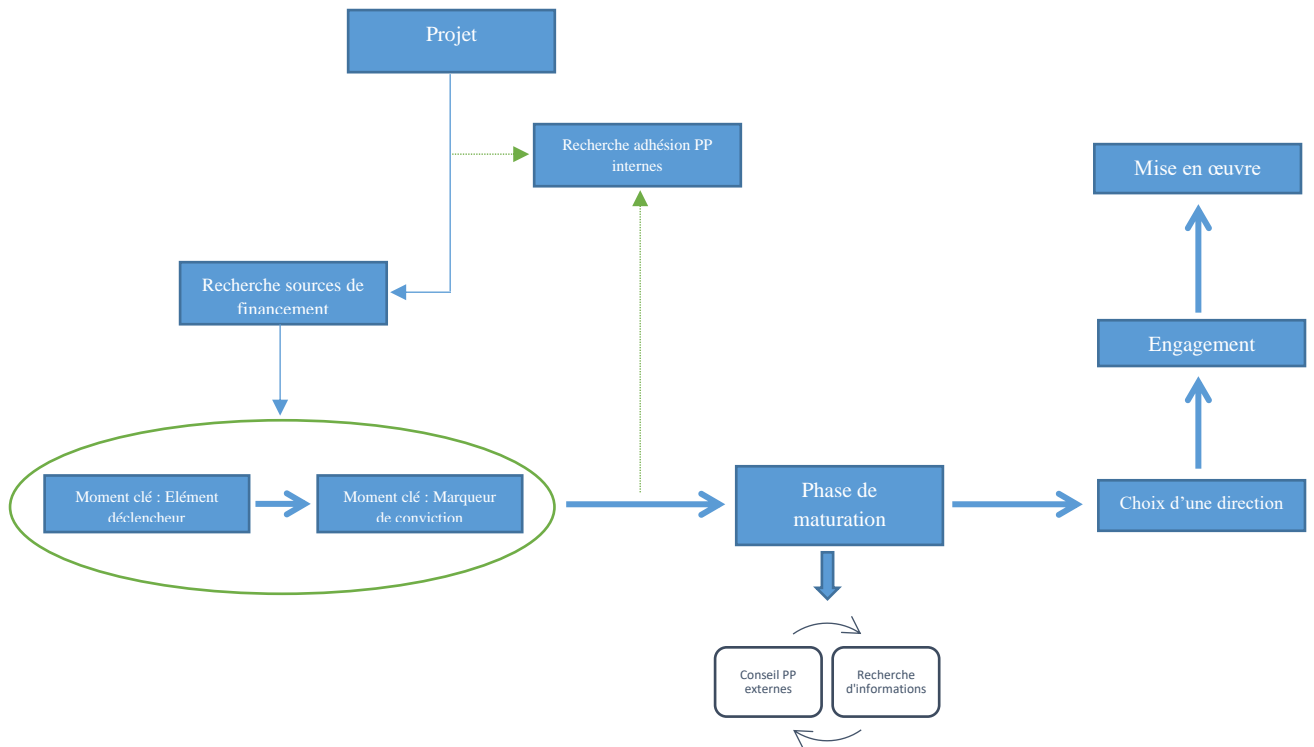 Projet
Recherche adhésion PP
internes
Mise en œuvre
Recherche sources de
financement
Engagement
Moment clé : Elément
déclencheur
Moment clé : Marqueur
de conviction
Phase de
maturation
Choix d’une direction
Conseil PP
externes
Recherche
d'informations